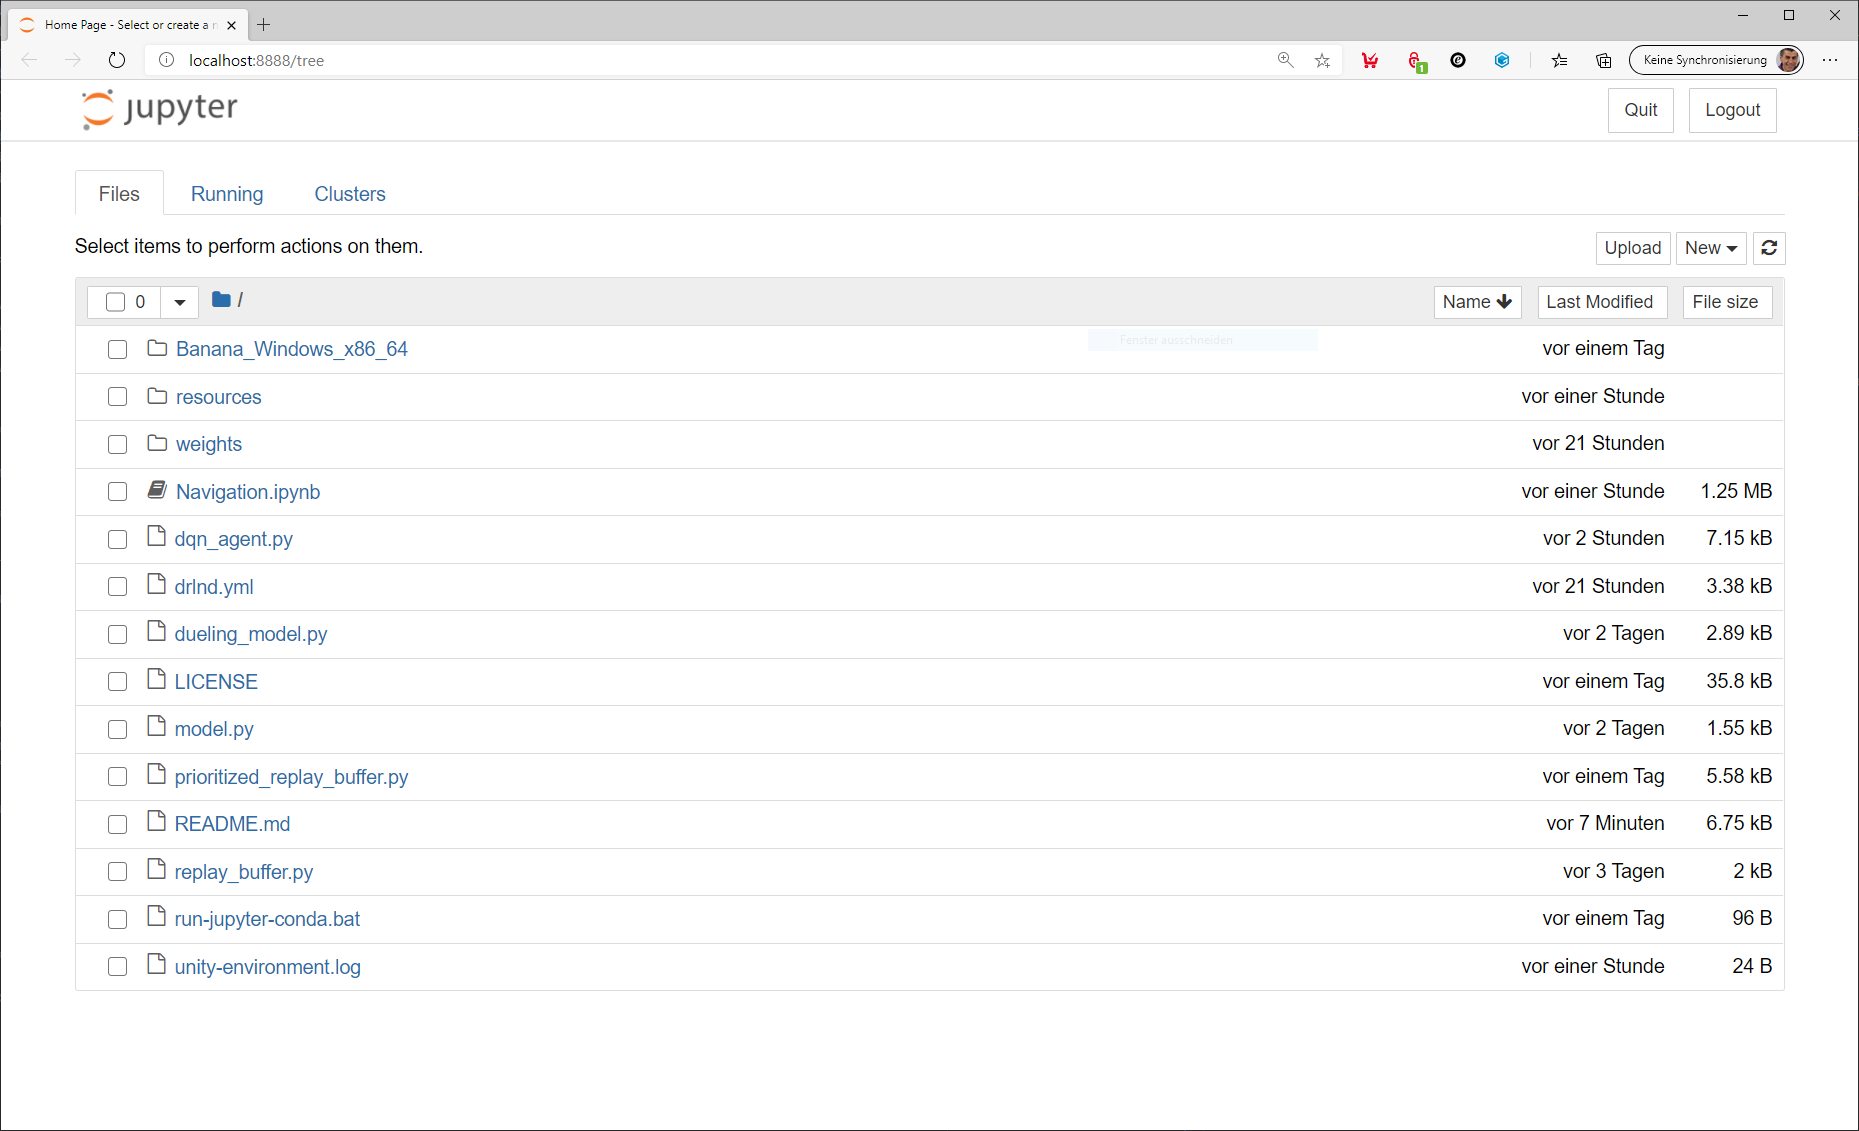 Home Page - Select or create a n
localhost:8888/tree
1
Keine Synchronisierung
jupyter
Quit
Logout
Files
Running
Clusters
Select items to perform actions on them.
Upload
New
0
/
Name
Last Modified
File size
Fenster ausschneiden
Banana_Windows_x86_64 vor einem Tag
resources vor einer Stunde
weights vor 21 Stunden
Navigation.ipynb vor einer Stunde 1.25 MB
dqn_agent.py vor 2 Stunden 7.15 kB
drlnd.yml vor 21 Stunden 3.38 kB
dueling_model.py vor 2 Tagen 2.89 kB
LICENSE vor einem Tag 35.8 kB
model.py vor 2 Tagen 1.55 kB
prioritized_replay_buffer.py vor einem Tag 5.58 kB
README.md vor 7 Minuten 6.75 kB
replay_buffer.py vor 3 Tagen 2 kB
run-jupyter-conda.bat vor einem Tag 96 B
unity-environment.log vor einer Stunde 24 B